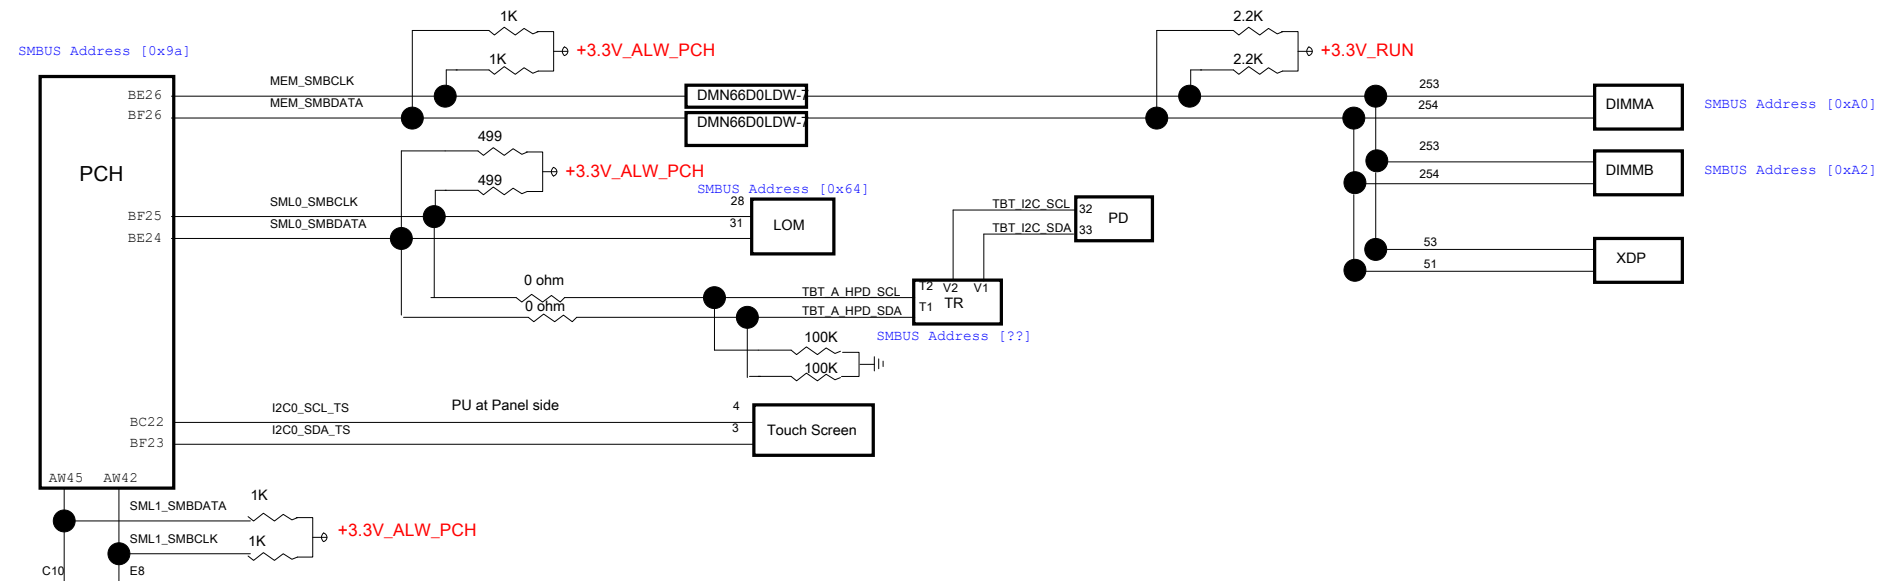 1K
2.2K
SMBUS Address [0x9a]
+3.3V_ALW_PCH
+3.3V_RUN
1K
2.2K
MEM_SMBCLK
253
BE26
DMN66D0LDW-7
DIMMA
SMBUS Address [0xA0]
MEM_SMBDATA
254
BF26
DMN66D0LDW-7
499
253
PCH
+3.3V_ALW_PCH
DIMMB
SMBUS Address [0xA2]
499
254
SMBUS Address [0x64]
SML0_SMBCLK
28
TBT_I2C_SCL
32
PD
BF25
SML0_SMBDATA
31
LOM
TBT_I2C_SDA
33
BE24
53
XDP
51
0 ohm
TBT_A_HPD_SCL
T2
V2
V1
0 ohm
TBT_A_HPD_SDA
T1
TR
SMBUS Address [??]
100K
100K
I2C0_SCL_TS
PU at Panel side
4
BC22
I2C0_SDA_TS
3
Touch Screen
BF23
AW45
AW42
1K
SML1_SMBDATA
+3.3V_ALW_PCH
SML1_SMBCLK
1K
C10
E8